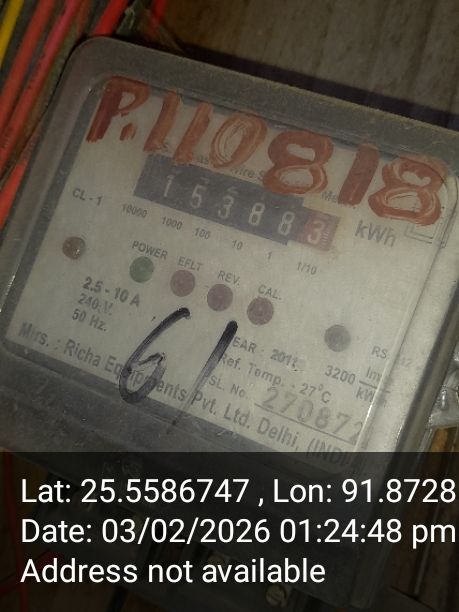 P.110818
1 5 3 8 8 3 kWh
CL - 1 10000 1000 100 10 1 1/10
POWER EFLT REV. CAL.
2.5 - 10 A
240 V.
50 Hz.
61
3200
Ref. Temp. - 27°C
Sl. No. 270872
Mfrs. : Richa Equipments Pvt. Ltd. Delhi,
Lat: 25.5586747 , Lon: 91.8728
Date: 03/02/2026 01:24:48 pm
Address not available